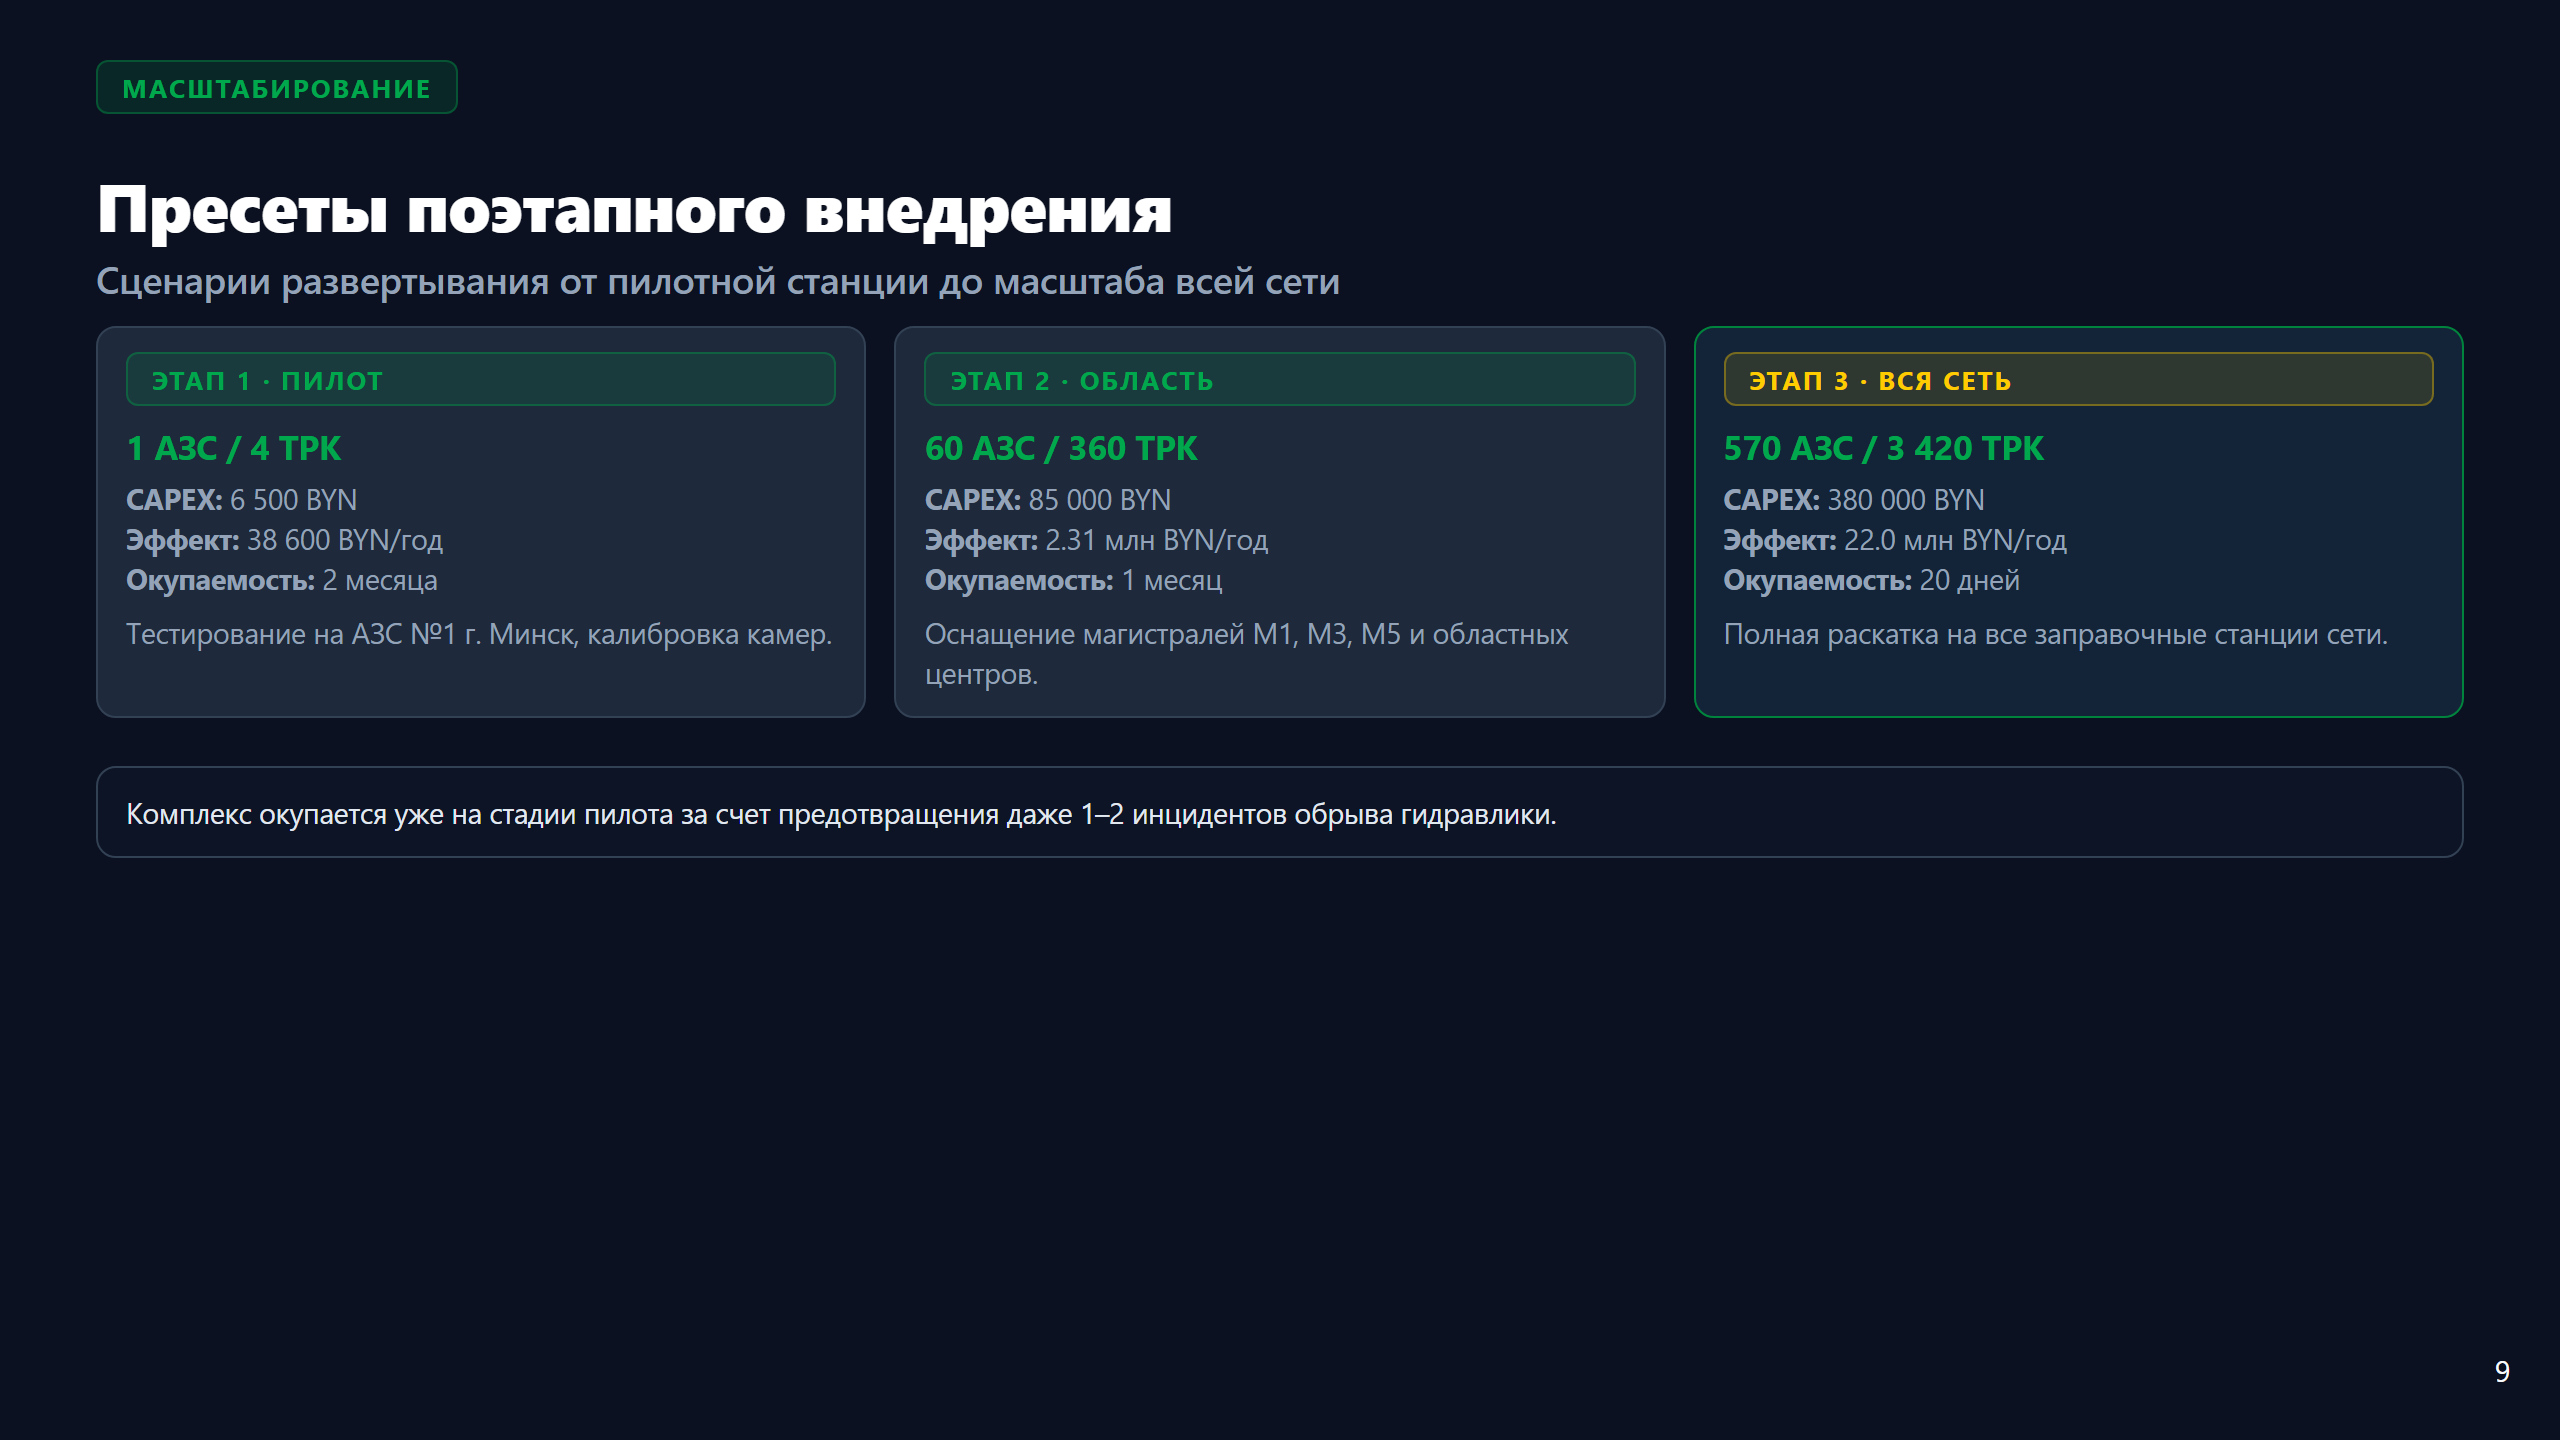 МАСШТАБИРОВАНИЕ
Пресеты поэтапного внедрения
Сценарии развертывания от пилотной станции до масштаба всей сети
ЭТАП 1 · ПИЛОТ
1 АЗС / 4 ТРК
CAPEX: 6 500 BYN
Эффект: 38 600 BYN/год
Окупаемость: 2 месяца
Тестирование на АЗС №1 г. Минск, калибровка камер.
ЭТАП 2 · ОБЛАСТЬ
60 АЗС / 360 ТРК
CAPEX: 85 000 BYN
Эффект: 2.31 млн BYN/год
Окупаемость: 1 месяц
Оснащение магистралей М1, М3, М5 и областных
центров.
ЭТАП 3 · ВСЯ СЕТЬ
570 АЗС / 3 420 ТРК
CAPEX: 380 000 BYN
Эффект: 22.0 млн BYN/год
Окупаемость: 20 дней
Полная раскатка на все заправочные станции сети.
Комплекс окупается уже на стадии пилота за счет предотвращения даже 1–2 инцидентов обрыва гидравлики.
9